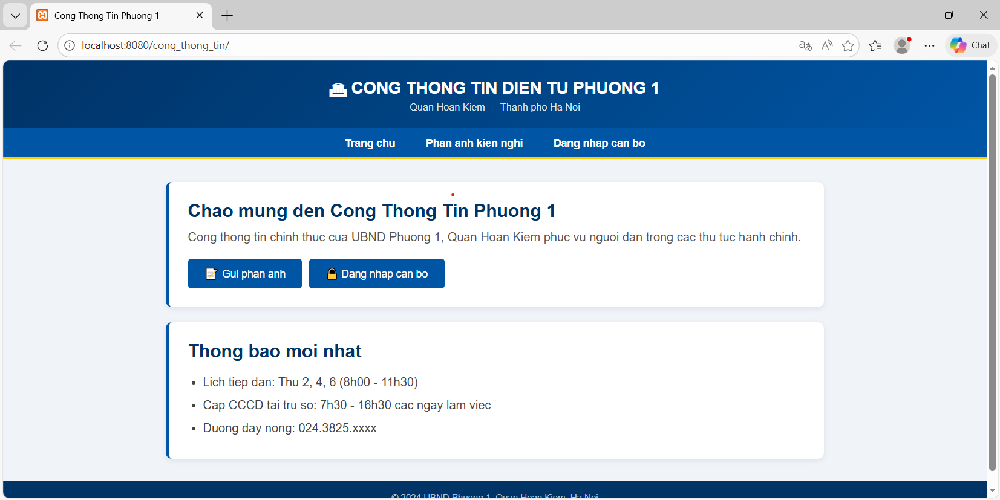 Cong Thong Tin Phuong 1
localhost:8080/cong_thong_tin/
Chat
CONG THONG TIN DIEN TU PHUONG 1
Quan Hoan Kiem — Thanh pho Ha Noi
Trang chu Phan anh kien nghi Dang nhap can bo
Chao mung den Cong Thong Tin Phuong 1
Cong thong tin chinh thuc cua UBND Phuong 1, Quan Hoan Kiem phuc vu nguoi dan trong cac thu tuc hanh chinh.
Gui phan anh Dang nhap can bo
Thong bao moi nhat
• Lich tiep dan: Thu 2, 4, 6 (8h00 - 11h30)
• Cap CCCD tai tru so: 7h30 - 16h30 cac ngay lam viec
• Duong day nong: 024.3825.xxxx
© 2024 UBND Phuong 1, Quan Hoan Kiem, Ha Noi